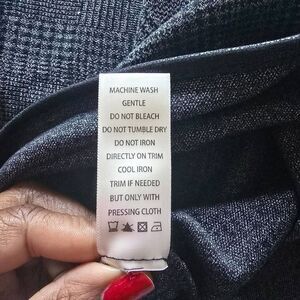 MACHINE WASH
GENTLE
DO NOT BLEACH
DO NOT TUMBLE DRY
DO NOT IRON
DIRECTLY ON TRIM
COOL IRON
TRIM IF NEEDED
BUT ONLY WITH
PRESSING CLOTH